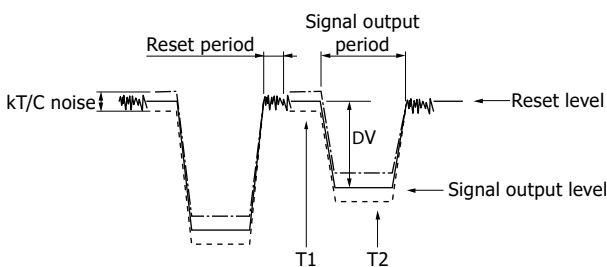 Signal output
period
Reset period
kT/C noise
Reset level
DV
Signal output level
T1
T2